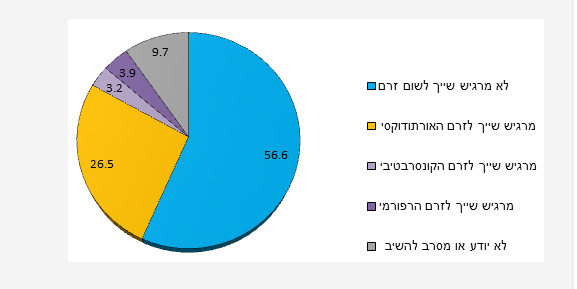 9.7
3.9
3.2
26.5
56.6
לא מרגיש שייך לשום זרם
מרגיש שייך לזרם האורתודוקסי
מרגיש שייך לזרם הקונסרבטיבי
מרגיש שייך לזרם הרפורמי
לא יודע או מסרב להשיב